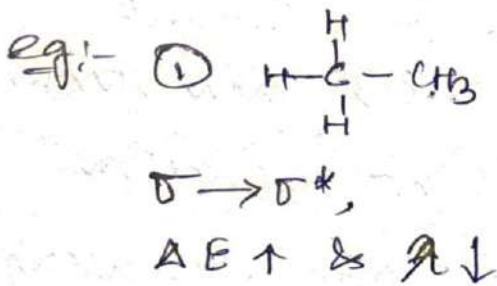 eg:- ① H
H-C-CH3
H
σ → σ*,
ΔE ↑ & λ ↓